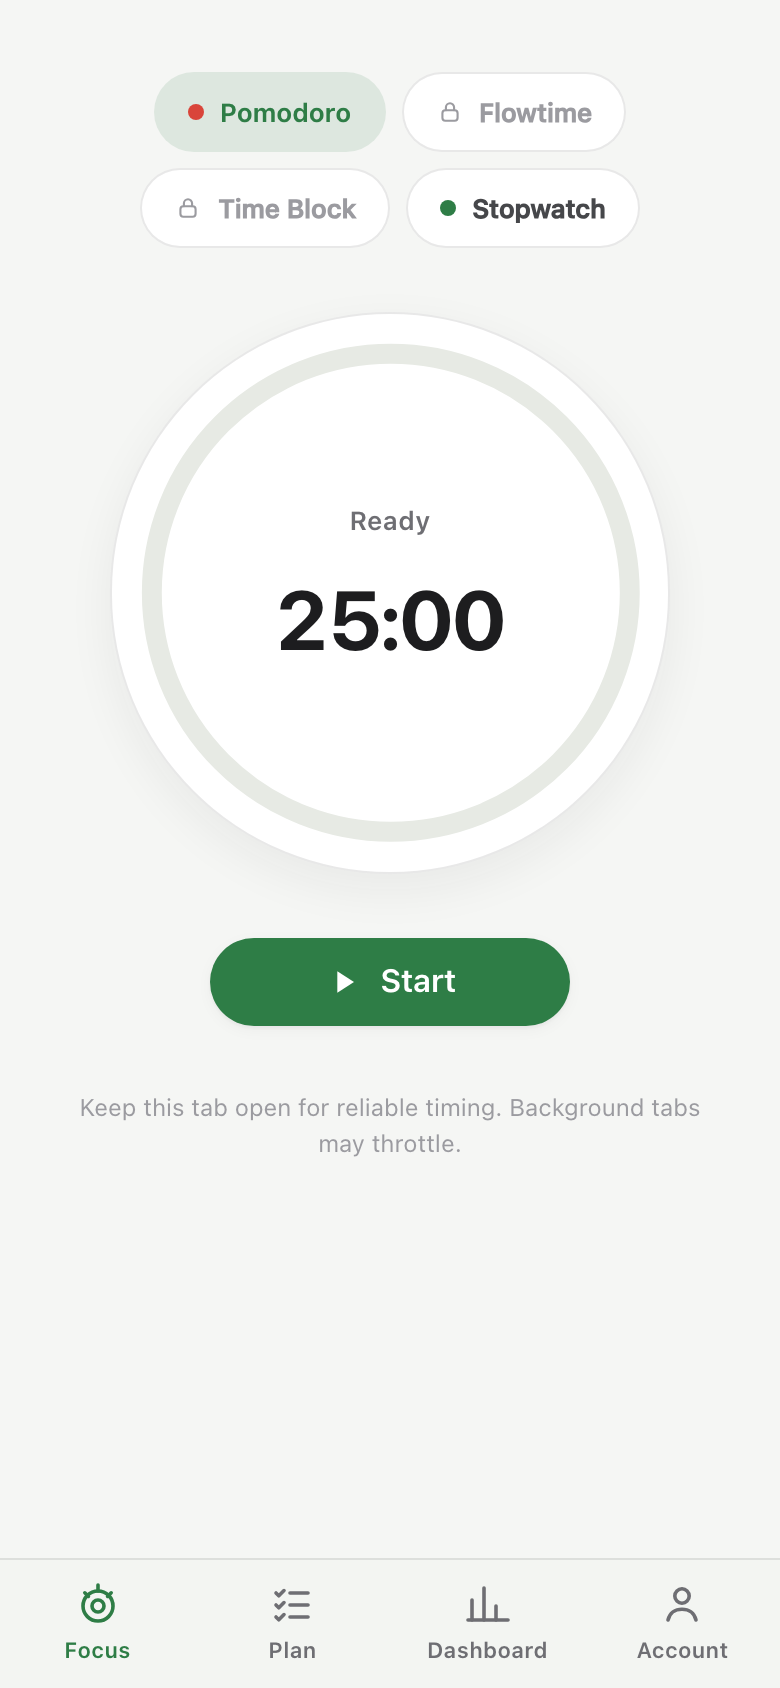 Pomodoro
Flowtime
Time Block
Stopwatch
Ready
25:00
Start
Keep this tab open for reliable timing. Background tabs
may throttle.
Focus
Plan
Dashboard
Account